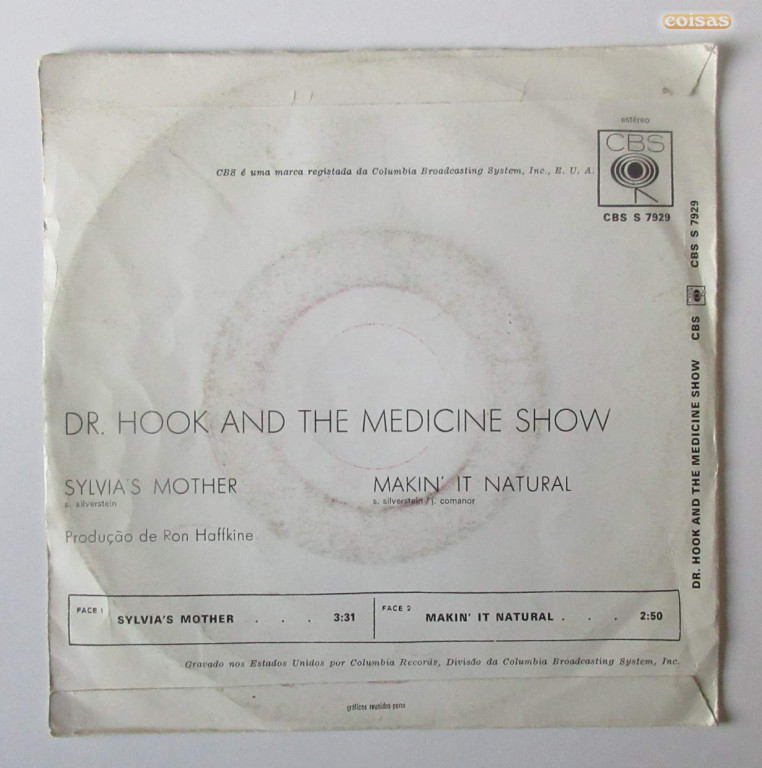 coisas
estéreo
CBS
CBS é uma marca registada da Columbia Broadcasting System, Inc., E. U. A.
CBS S 7929
DR. HOOK AND THE MEDICINE SHOW CBS CBS S 7929
DR. HOOK AND THE MEDICINE SHOW
SYLVIA'S MOTHER
s. silverstein
MAKIN' IT NATURAL
s. silverstein / j. comanor
Produção de Ron Haffkine
FACE 1 SYLVIA'S MOTHER . . . 3:31
FACE 2 MAKIN' IT NATURAL . . . 2:50
Gravado nos Estados Unidos por Columbia Records, Divisão da Columbia Broadcasting System, Inc.
gráficos reunidos